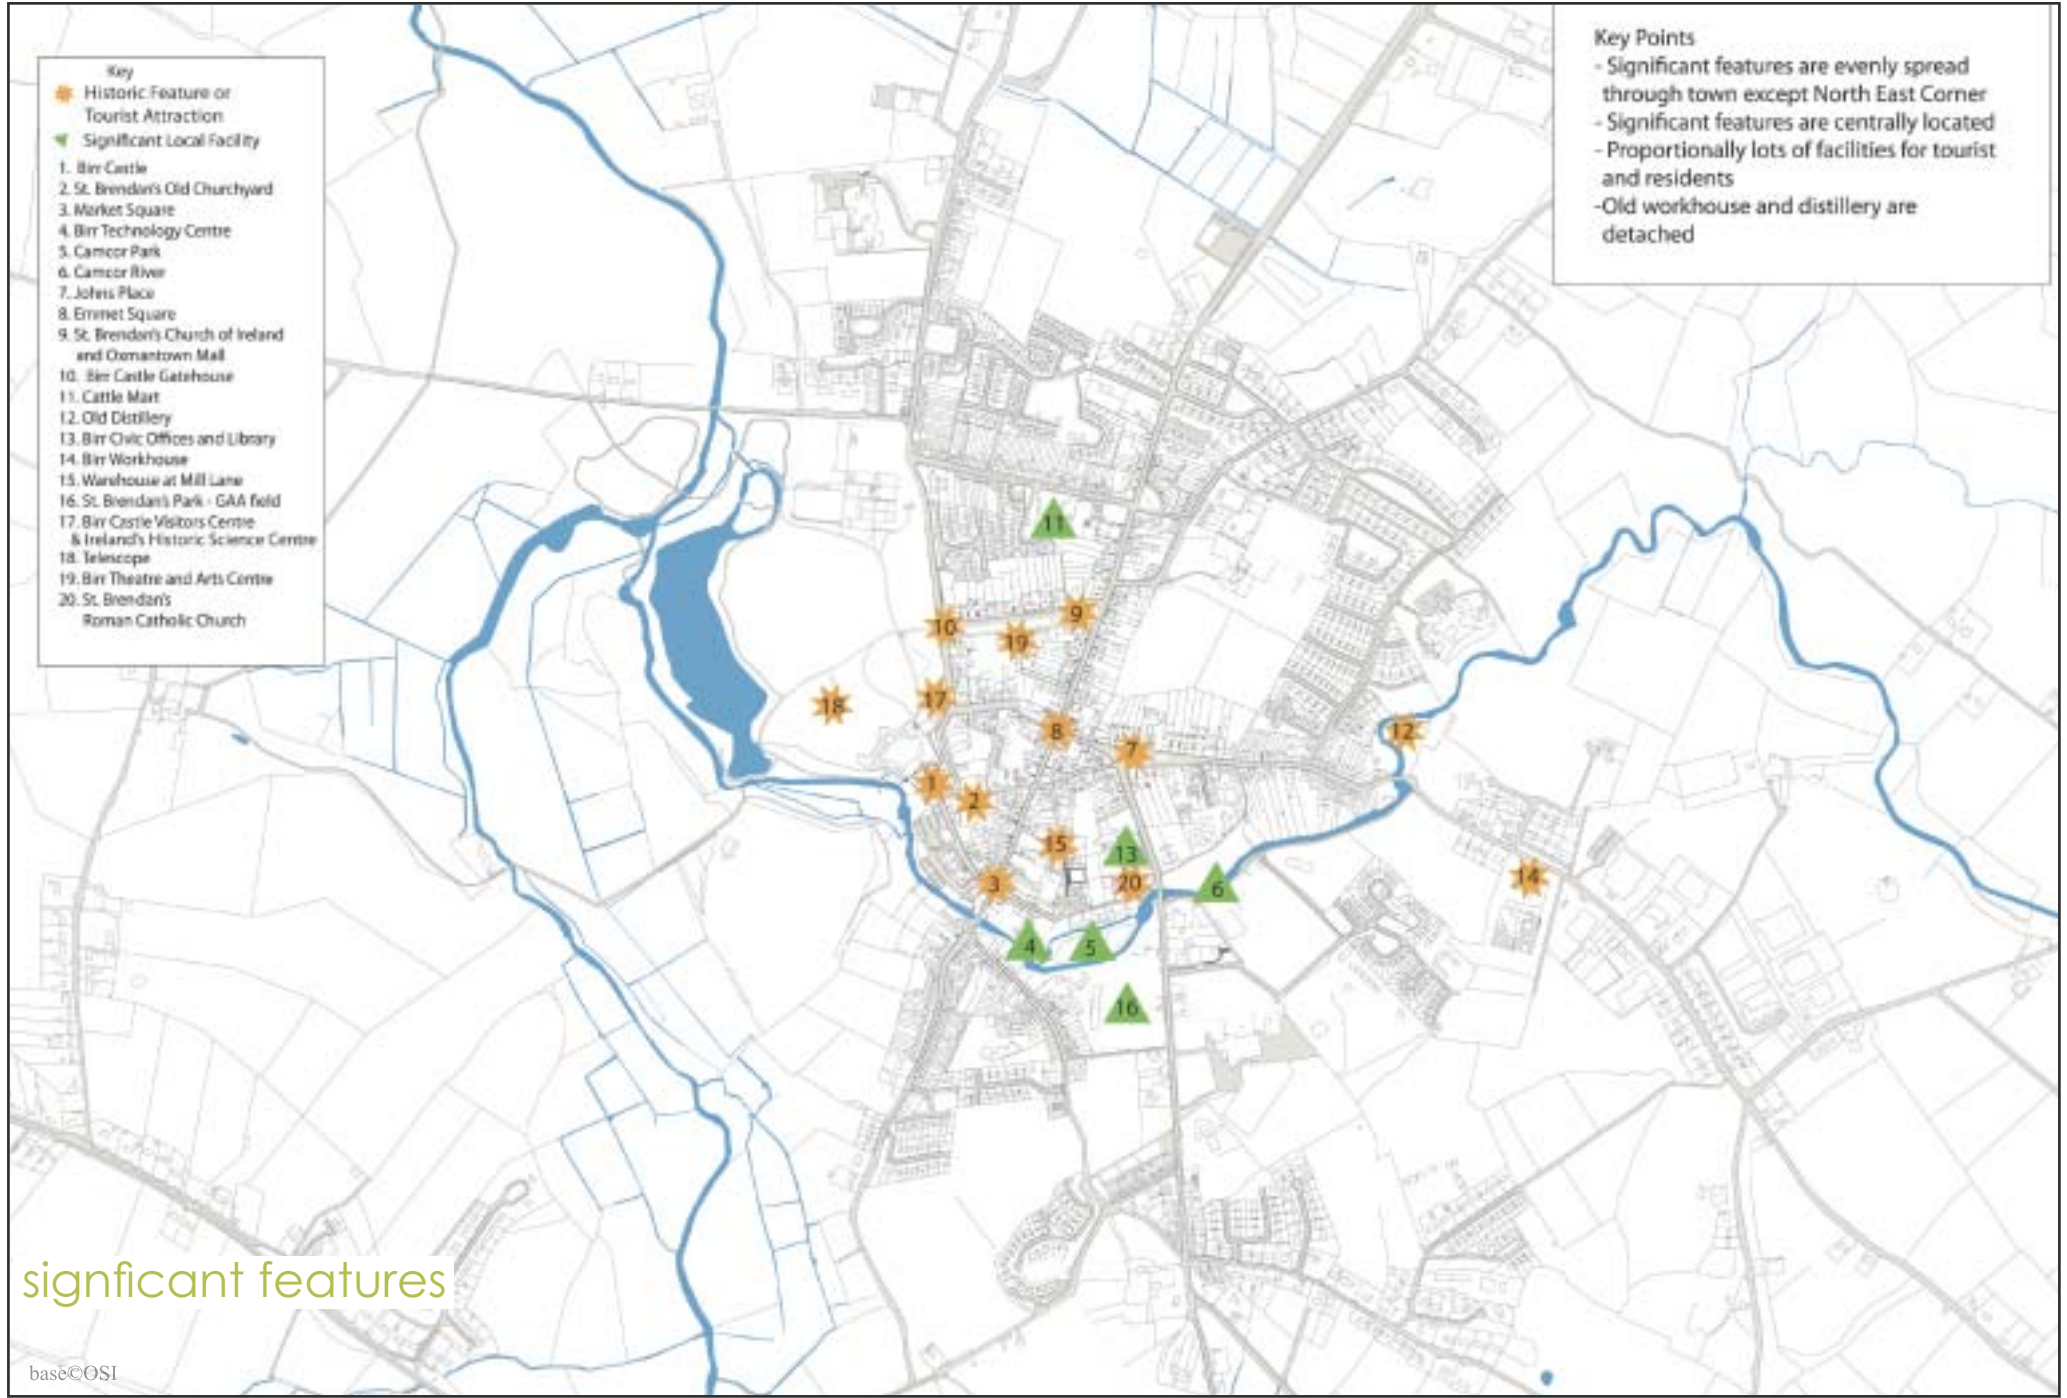 Key
Historic Feature or
Tourist Attraction
Significant Local Facility
1. Birr Castle
2. St. Brendan's Old Churchyard
3. Market Square
4. Birr Technology Centre
5. Camcor Park
6. Camcor River
7. Johns Place
8. Emmet Square
9. St. Brendan's Church of Ireland
and Oxmantown Mall
10. Birr Castle Gatehouse
11. Cattle Mart
12. Old Distillery
13. Birr Civic Offices and Library
14. Birr Workhouse
15. Warehouse at Mill Lane
16. St. Brendan's Park - GAA field
17. Birr Castle Visitors Centre
& Ireland's Historic Science Centre
18. Telescope
19. Birr Theatre and Arts Centre
20. St. Brendan's
Roman Catholic Church
Key Points
- Significant features are evenly spread
through town except North East Corner
- Significant features are centrally located
- Proportionally lots of facilities for tourist
and residents
-Old workhouse and distillery are
detached
11
9
10
19
17
18
8
12
7
1
2
15
13
14
3
20
6
4
5
16
signficant features
base©OSI